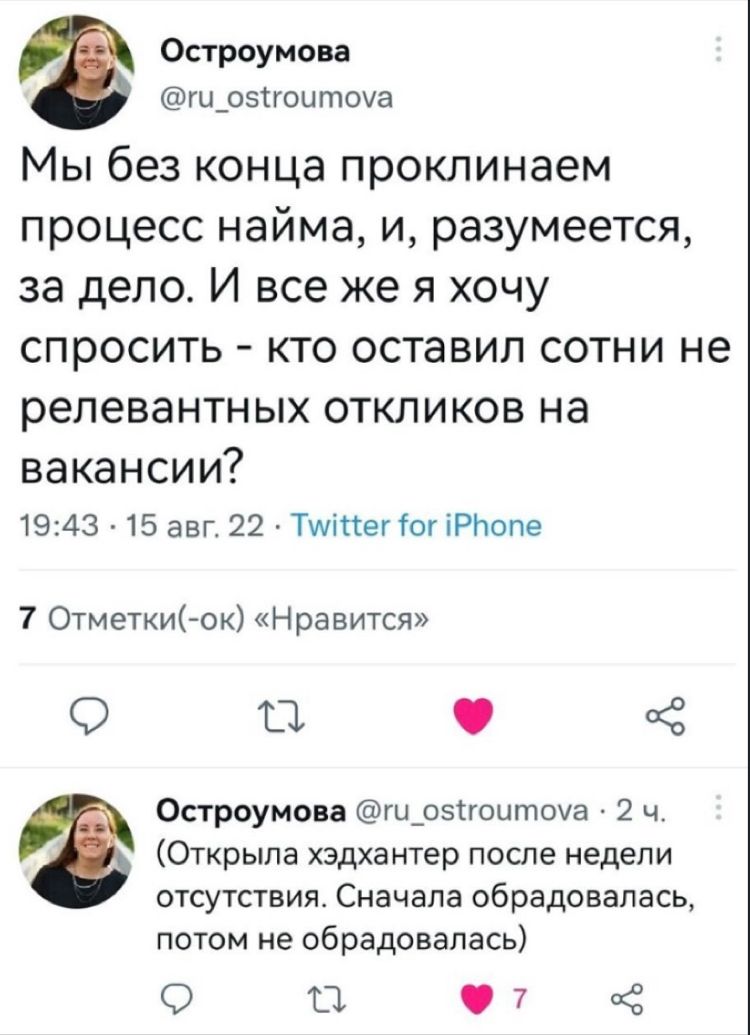 Остроумова
@ru_ostroumova
Мы без конца проклинаем
процесс найма, и, разумеется,
за дело. И все же я хочу
спросить - кто оставил сотни не
релевантных откликов на
вакансии?
19:43 · 15 авг. 22 · Twitter for iPhone
7 Отметки(-ок) «Нравится»
Остроумова @ru_ostroumova · 2 ч.
(Открыла хэдхантер после недели
отсутствия. Сначала обрадовалась,
потом не обрадовалась)
7